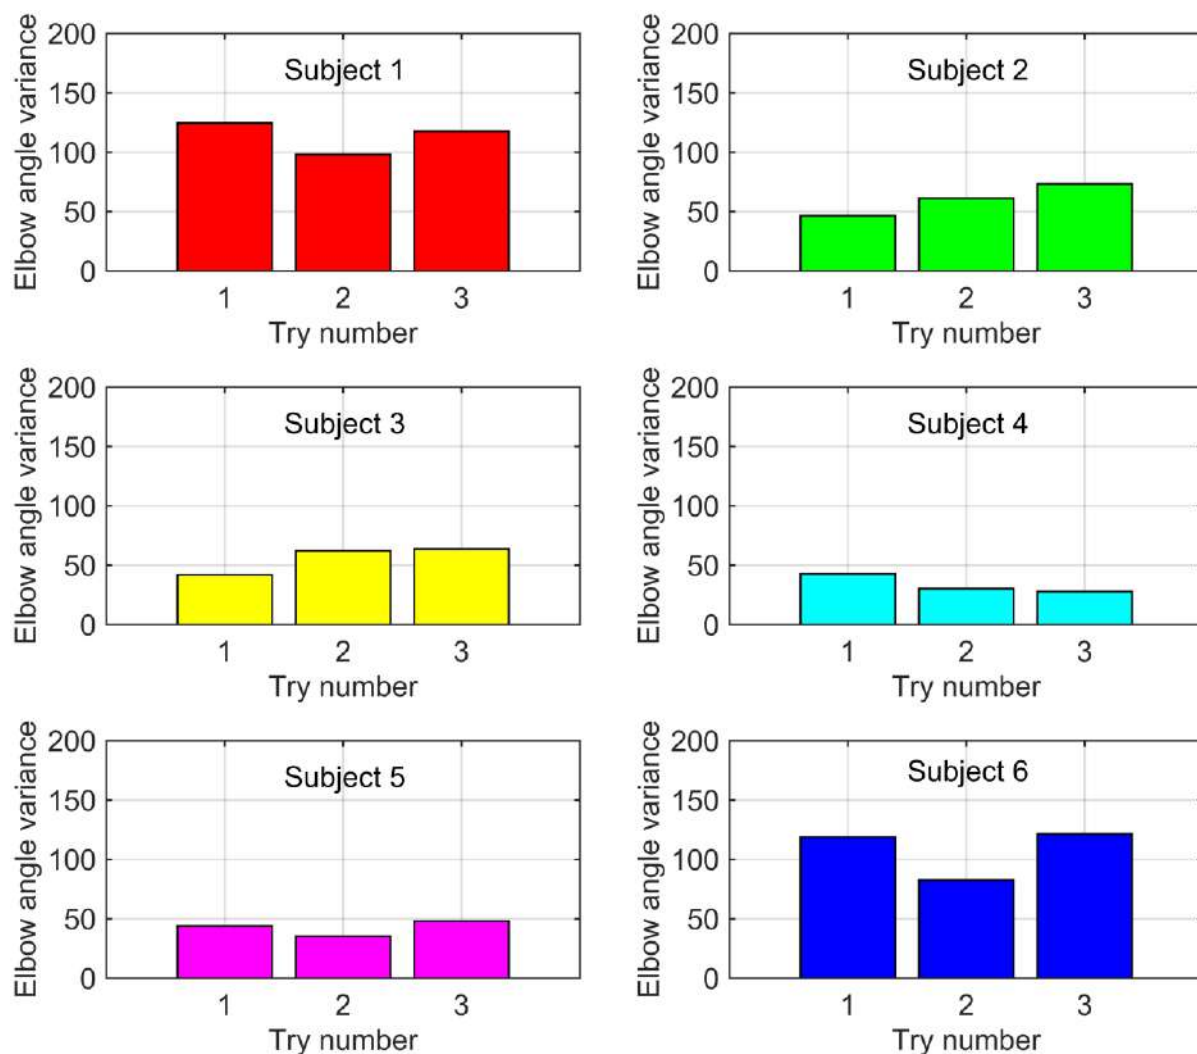 Subject 1
Elbow angle variance
200
150
100
50
0
1 2 3
Try number
Subject 2
Elbow angle variance
200
150
100
50
0
1 2 3
Try number
Subject 3
Elbow angle variance
200
150
100
50
0
1 2 3
Try number
Subject 4
Elbow angle variance
200
150
100
50
0
1 2 3
Try number
Subject 5
Elbow angle variance
200
150
100
50
0
1 2 3
Try number
Subject 6
Elbow angle variance
200
150
100
50
0
1 2 3
Try number